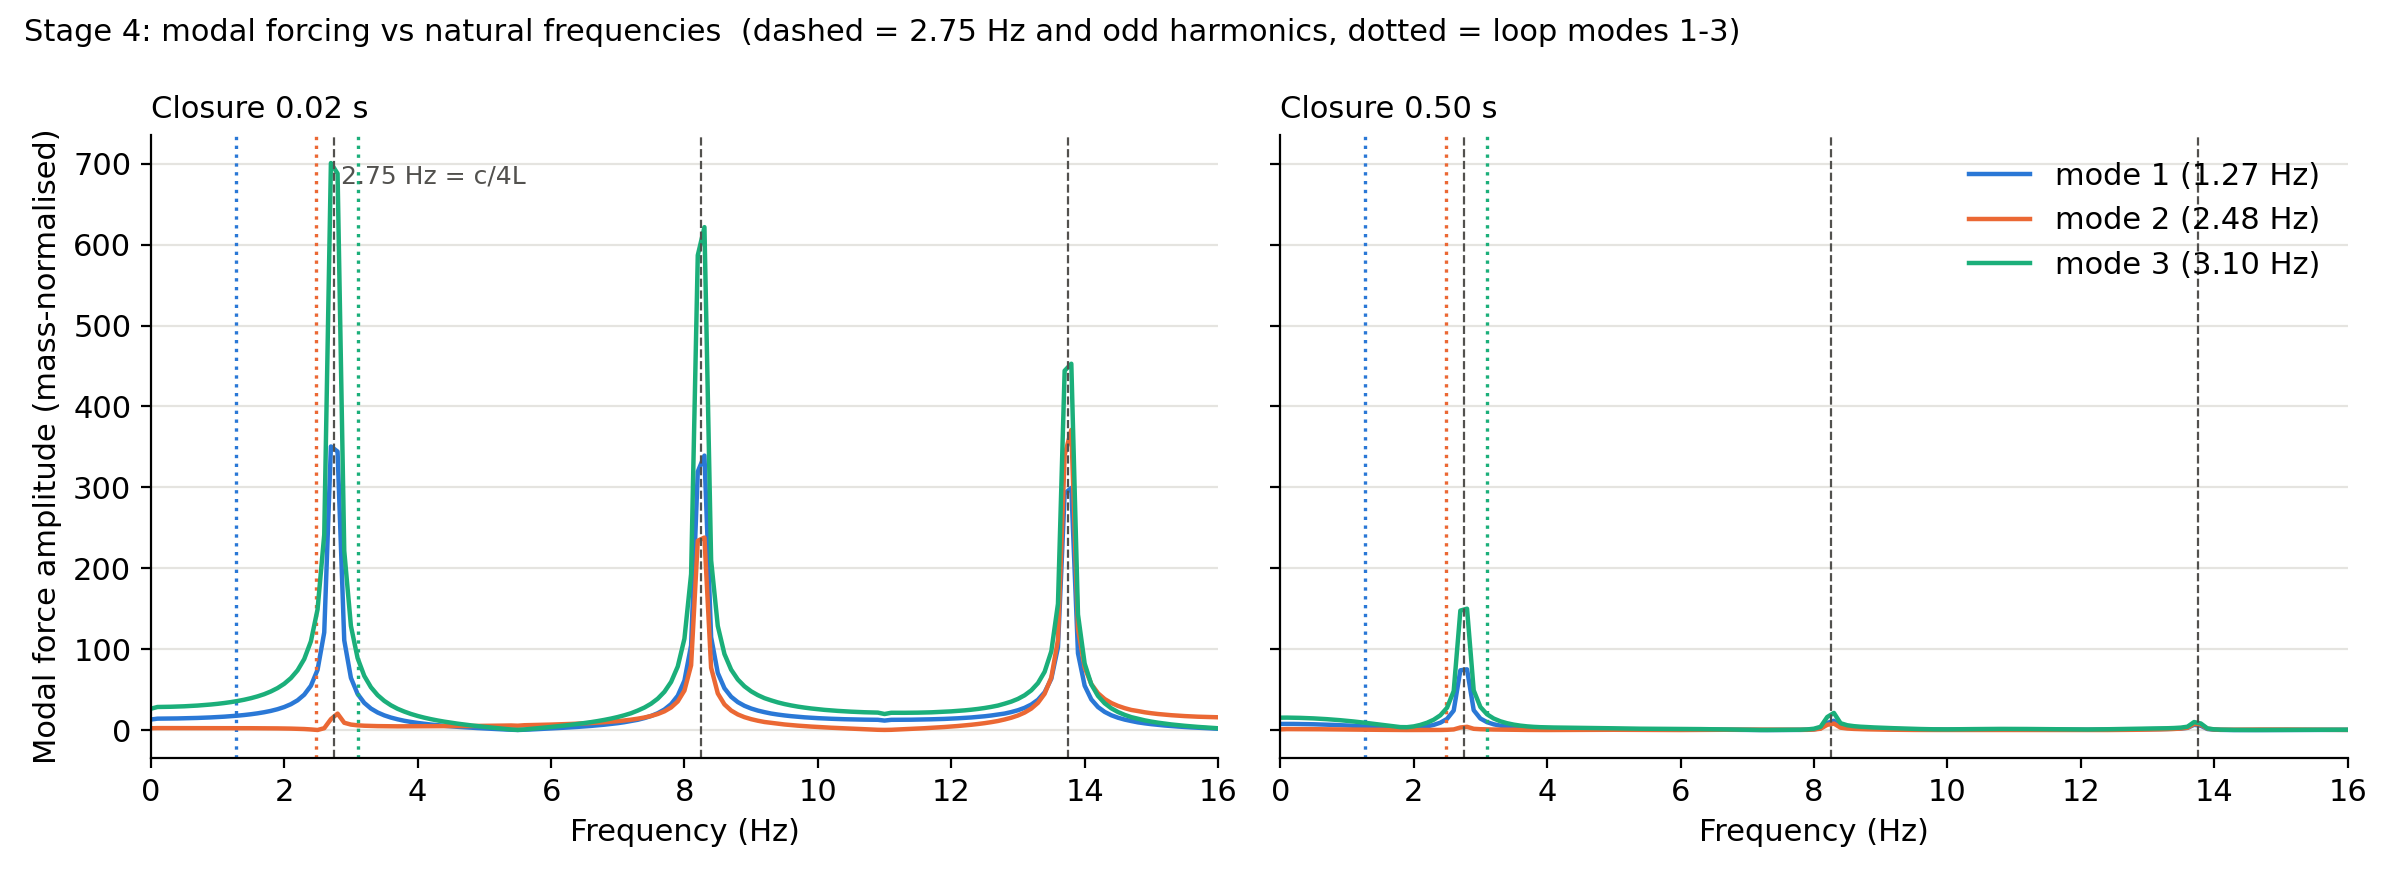 Stage 4: modal forcing vs natural frequencies  (dashed = 2.75 Hz and odd harmonics, dotted = loop modes 1-3)
Closure 0.02 s
Modal force amplitude (mass-normalised)
700
600
500
400
300
200
100
0
2.75 Hz = c/4L
0 2 4 6 8 10 12 14 16
Frequency (Hz)
Closure 0.50 s
mode 1 (1.27 Hz)
mode 2 (2.48 Hz)
mode 3 (3.10 Hz)
0 2 4 6 8 10 12 14 16
Frequency (Hz)